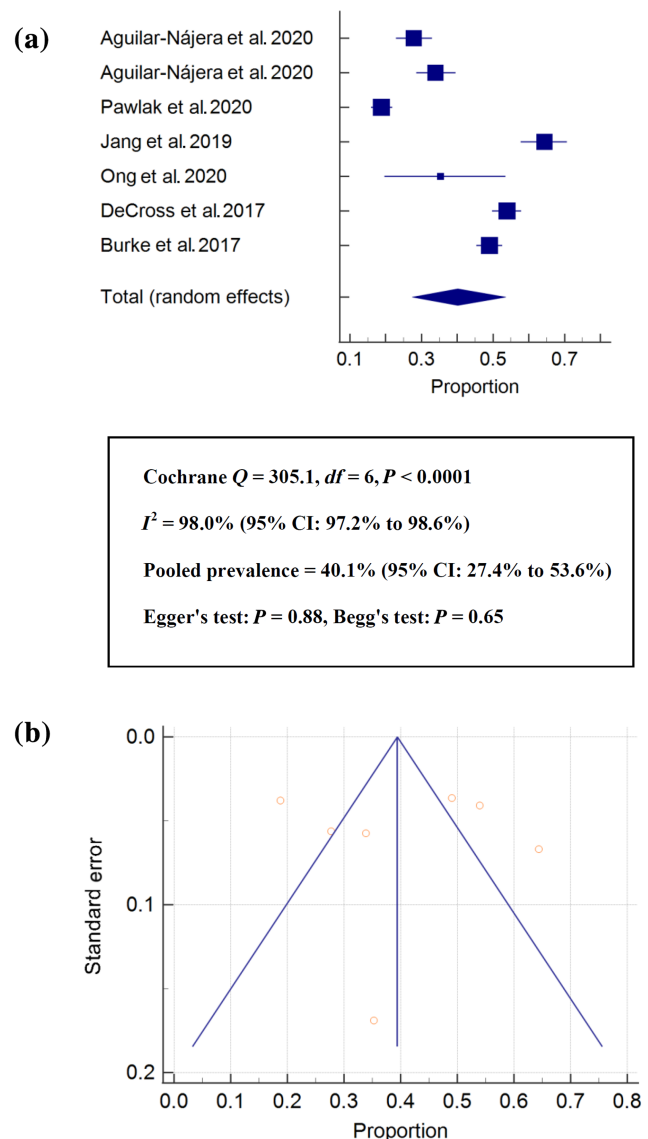 (a)
Aguilar-Nájera et al. 2020
Aguilar-Nájera et al. 2020
Pawlak et al. 2020
Jang et al. 2019
Ong et al. 2020
DeCross et al. 2017
Burke et al. 2017
Total (random effects)
0.1 0.3 0.5 0.7
Proportion
Cochrane Q = 305.1, df = 6, P < 0.0001
I² = 98.0% (95% CI: 97.2% to 98.6%)
Pooled prevalence = 40.1% (95% CI: 27.4% to 53.6%)
Egger's test: P = 0.88, Begg's test: P = 0.65
(b)
0.0
0.1
0.2
Standard error
0.0 0.1 0.2 0.3 0.4 0.5 0.6 0.7 0.8
Proportion